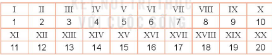 I II III IV V VI VII VIII IX X
1 2 3 4 5 6 7 8 9 10
XI XII XIII XIV XV XVI XVII XVIII XIX XX
11 12 13 14 15 16 17 18 19 20